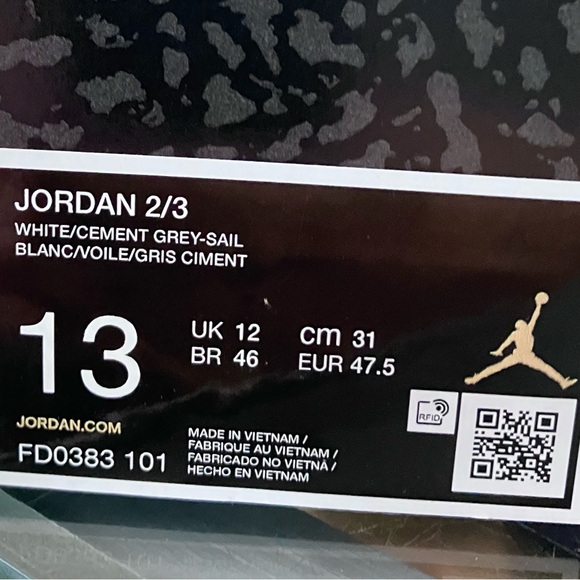 JORDAN 2/3
WHITE/CEMENT GREY-SAIL
BLANC/VOILE/GRIS CIMENT
13
UK 12 cm 31
BR 46 EUR 47.5
RFID
JORDAN.COM
FD0383 101
MADE IN VIETNAM /
FABRIQUE AU VIETNAM /
FABRICADO NO VIETNÃ /
HECHO EN VIETNAM